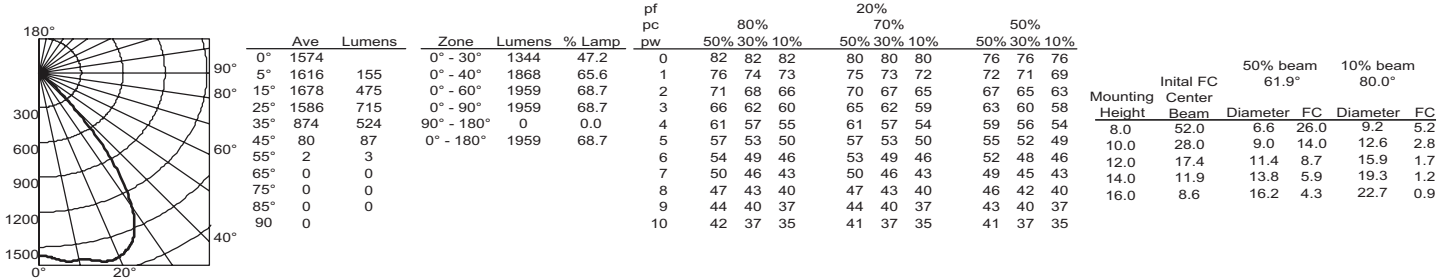 180°
90°
80°
300
60°
600
900
1200
40°
1500
0° 20°
Ave Lumens
0° 1574
5° 1616 155
15° 1678 475
25° 1586 715
35° 874 524
45° 80 87
55° 2 3
65° 0 0
75° 0 0
85° 0 0
90 0
Zone Lumens % Lamp
0° - 30° 1344 47.2
0° - 40° 1868 65.6
0° - 60° 1959 68.7
0° - 90° 1959 68.7
90° - 180° 0 0.0
0° - 180° 1959 68.7
pf 20%
pc 80% 70% 50%
pw 50% 30% 10% 50% 30% 10% 50% 30% 10%
0 82 82 82 80 80 80 76 76 76
1 76 74 73 75 73 72 72 71 69
2 71 68 66 70 67 65 67 65 63
3 66 62 60 65 62 59 63 60 58
4 61 57 55 61 57 54 59 56 54
5 57 53 50 57 53 50 55 52 49
6 54 49 46 53 49 46 52 48 46
7 50 46 43 50 46 43 49 45 43
8 47 43 40 47 43 40 46 42 40
9 44 40 37 44 40 37 43 40 37
10 42 37 35 41 37 35 41 37 35
50% beam 10% beam
Inital FC 61.9° 80.0°
Mounting Center
Height Beam Diameter FC Diameter FC
8.0 52.0 6.6 26.0 9.2 5.2
10.0 28.0 9.0 14.0 12.6 2.8
12.0 17.4 11.4 8.7 15.9 1.7
14.0 11.9 13.8 5.9 19.3 1.2
16.0 8.6 16.2 4.3 22.7 0.9